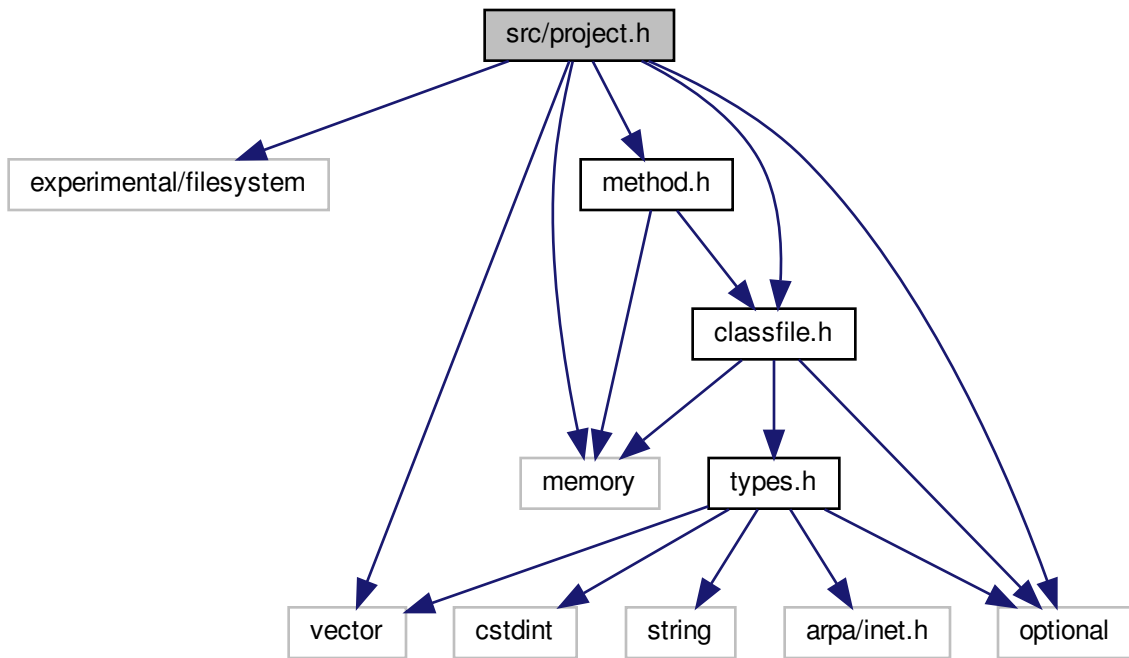 src/project.h
experimental/filesystem
method.h
classfile.h
memory
types.h
vector
cstdint
string
arpa/inet.h
optional